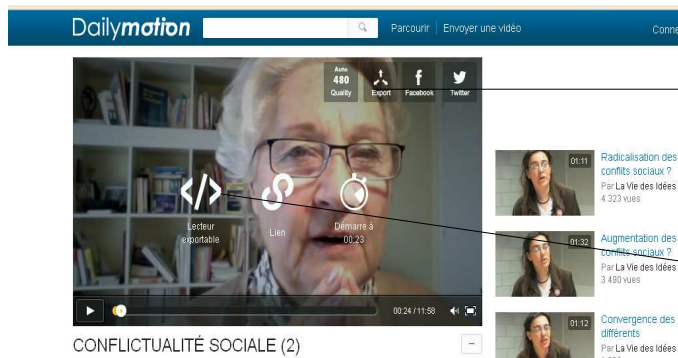 Dailymotion
Parcourir Envoyer une vidéo
Conne
Auto
480
Quality
Export
Facebook
Twitter
Lecteur
exportable
Lien
Démarre à
00:23
00:24 / 11:58
CONFLICTUALITÉ SOCIALE (2)
01:11
Radicalisation des
conflits sociaux ?
Par La Vie des Idées
4 323 vues
01:32
Augmentation des
conflits sociaux ?
Par La Vie des Idées
3 490 vues
01:12
Convergence des
différents
Par La Vie des Idées